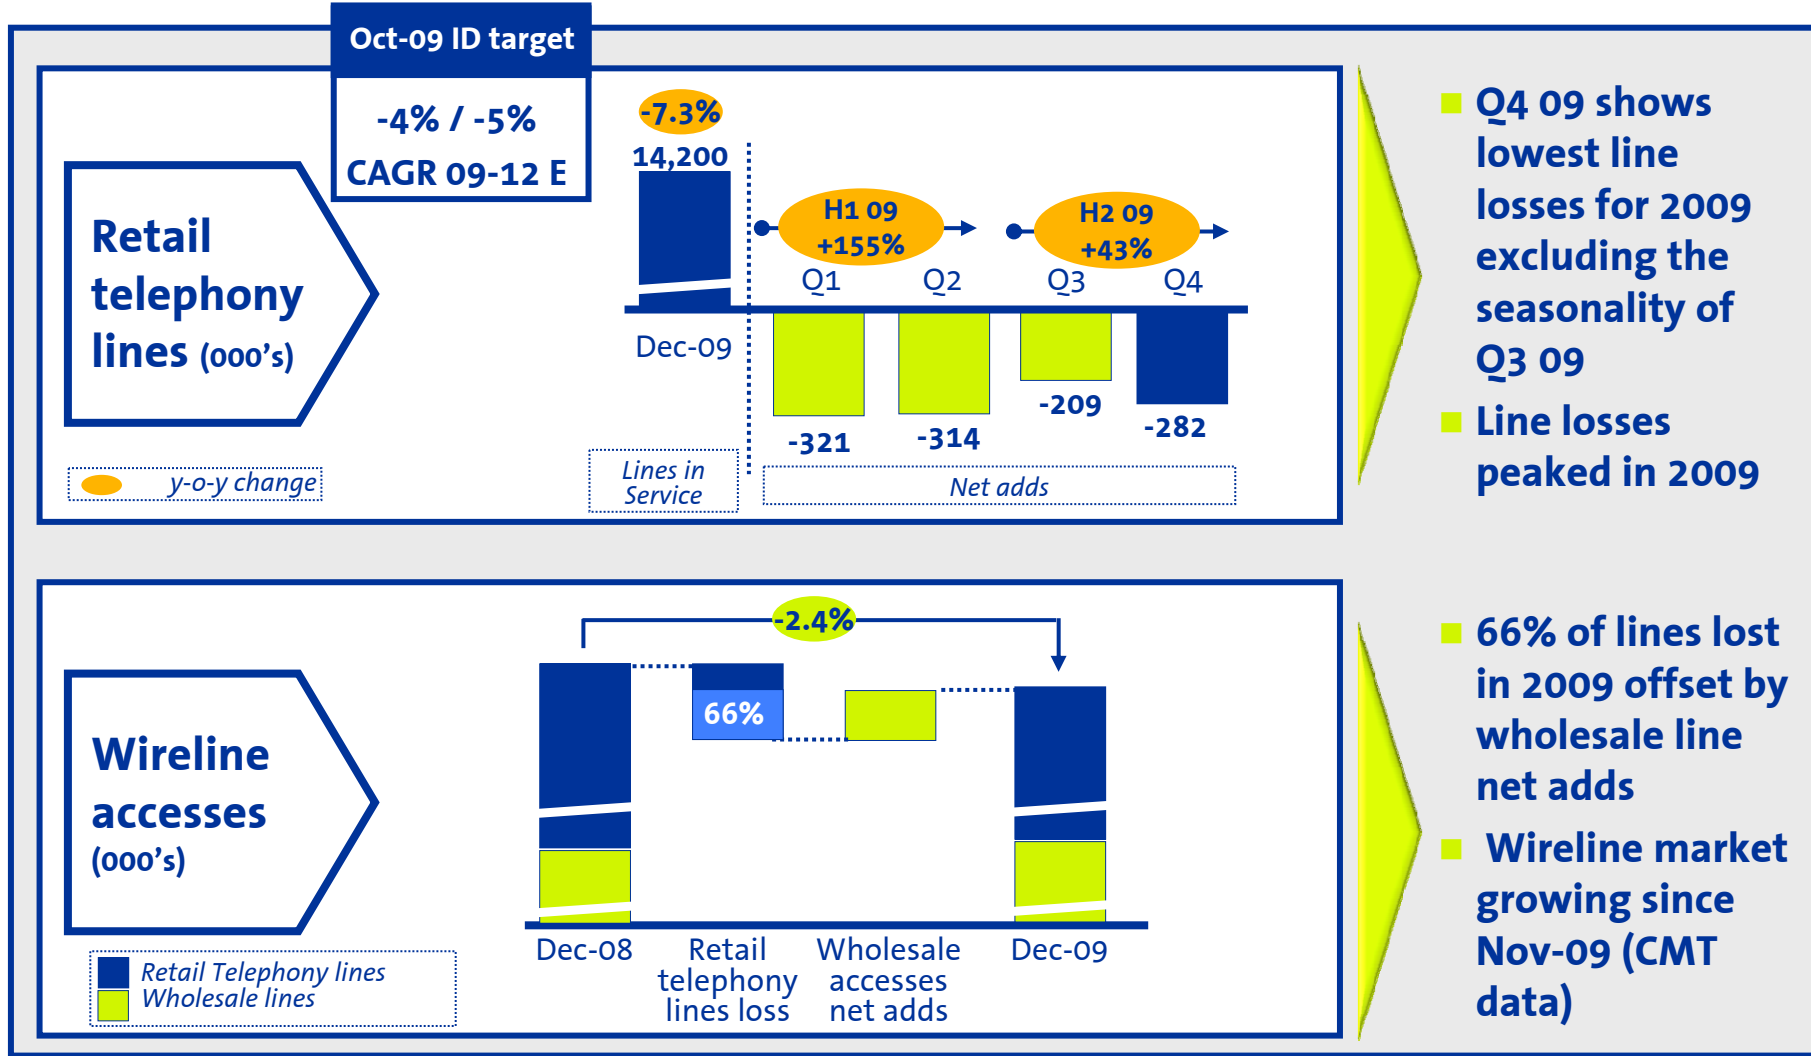 Oct-09 ID target
-4% / -5%
CAGR 09-12 E
Retail
telephony
lines (000's)
y-o-y change
-7.3%
14,200
Dec-09
Lines in
Service
H1 09
+155%
H2 09
+43%
Q1
Q2
Q3
Q4
-321
-314
-209
-282
Net adds
Q4 09 shows
lowest line
losses for 2009
excluding the
seasonality of
Q3 09
Line losses
peaked in 2009
Wireline
accesses
(000's)
Retail Telephony lines
Wholesale lines
-2.4%
66%
Dec-08
Retail
telephony
lines loss
Wholesale
accesses
net adds
Dec-09
66% of lines lost
in 2009 offset by
wholesale line
net adds
Wireline market
growing since
Nov-09 (CMT
data)